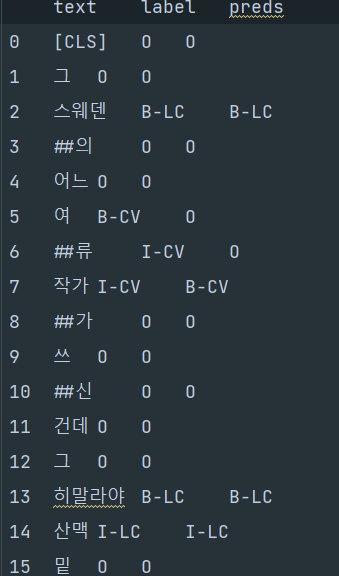 text label preds
0 [CLS] O O
1 그 O O
2 스웨덴 B-LC B-LC
3 ##의 O O
4 어느 O O
5 여 B-CV O
6 ##류 I-CV O
7 작가 I-CV B-CV
8 ##가 O O
9 쓰 O O
10 ##신 O O
11 건데 O O
12 그 O O
13 히말라야 B-LC B-LC
14 산맥 I-LC I-LC
15 밑 O O